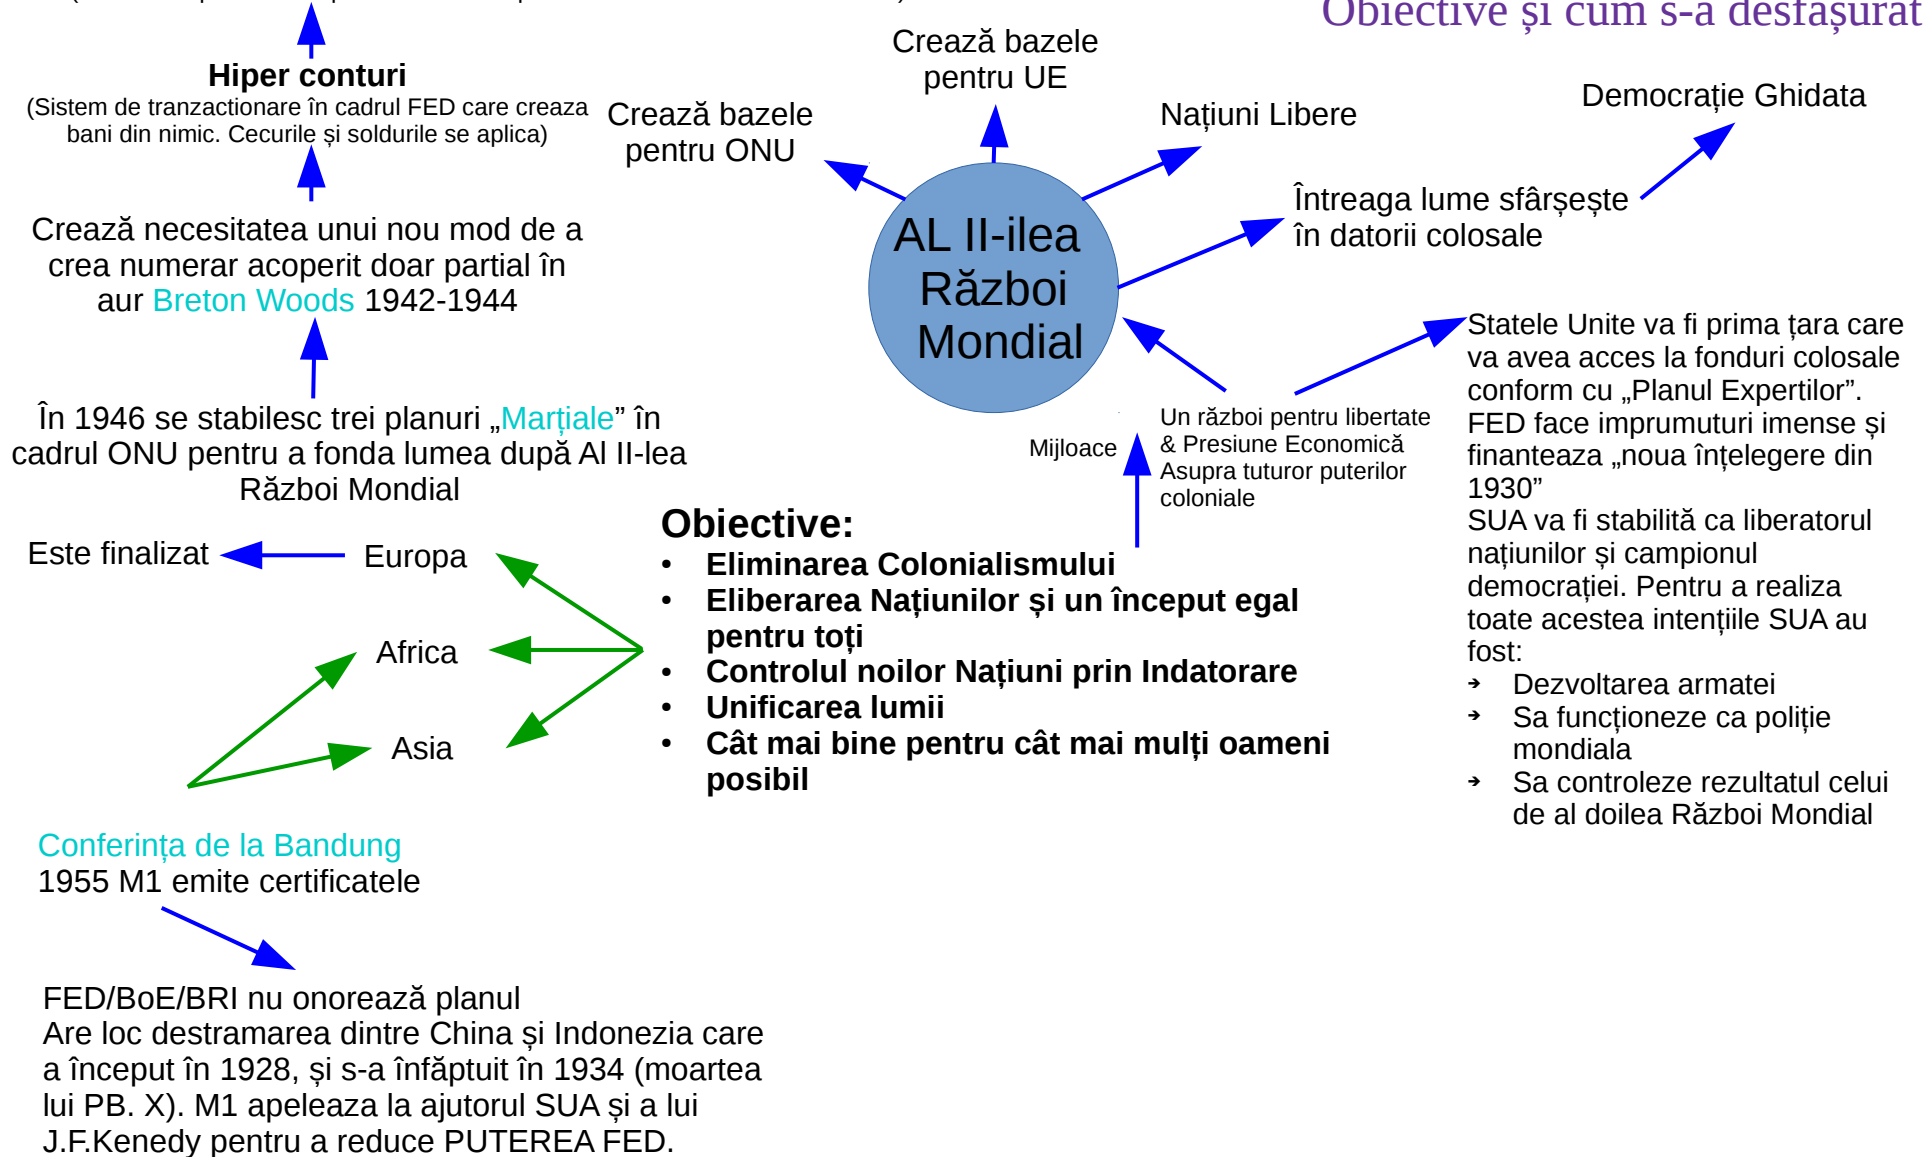 Obiective și cum s-a desfășurat
Hiper conturi
(Sistem de tranzactionare în cadrul FED care creaza
bani din nimic. Cecurile și soldurile se aplica)
Crează necesitatea unui nou mod de a
crea numerar acoperit doar partial în
aur Breton Woods 1942-1944
În 1946 se stabilesc trei planuri „Marțiale” în
cadrul ONU pentru a fonda lumea după Al II-lea
Război Mondial
Este finalizat
Europa
Africa
Asia
Conferința de la Bandung
1955 M1 emite certificatele
FED/BoE/BRI nu onorează planul
Are loc destramarea dintre China și Indonezia care
a început în 1928, și s-a înfăptuit în 1934 (moartea
lui PB. X). M1 apeleaza la ajutorul SUA și a lui
J.F.Kenedy pentru a reduce PUTEREA FED.
Crează bazele
pentru ONU
Crează bazele
pentru UE
Națiuni Libere
Democrație Ghidata
Întreaga lume sfârșește
în datorii colosale
AL II-ilea
Război
Mondial
Mijloace
Un război pentru libertate
& Presiune Economică
Asupra tuturor puterilor
coloniale
Obiective:
• Eliminarea Colonialismului
• Eliberarea Națiunilor și un început egal
pentru toți
• Controlul noilor Națiuni prin Indatorare
• Unificarea lumii
• Cât mai bine pentru cât mai mulți oameni
posibil
Statele Unite va fi prima țara care
va avea acces la fonduri colosale
conform cu „Planul Expertilor”.
FED face imprumuturi imense și
finanteaza „noua înțelegere din
1930”
SUA va fi stabilită ca liberatorul
națiunilor și campionul
democrației. Pentru a realiza
toate acestea intențiile SUA au
fost:
➔ Dezvoltarea armatei
➔ Sa funcționeze ca poliție
mondiala
➔ Sa controleze rezultatul celui
de al doilea Război Mondial